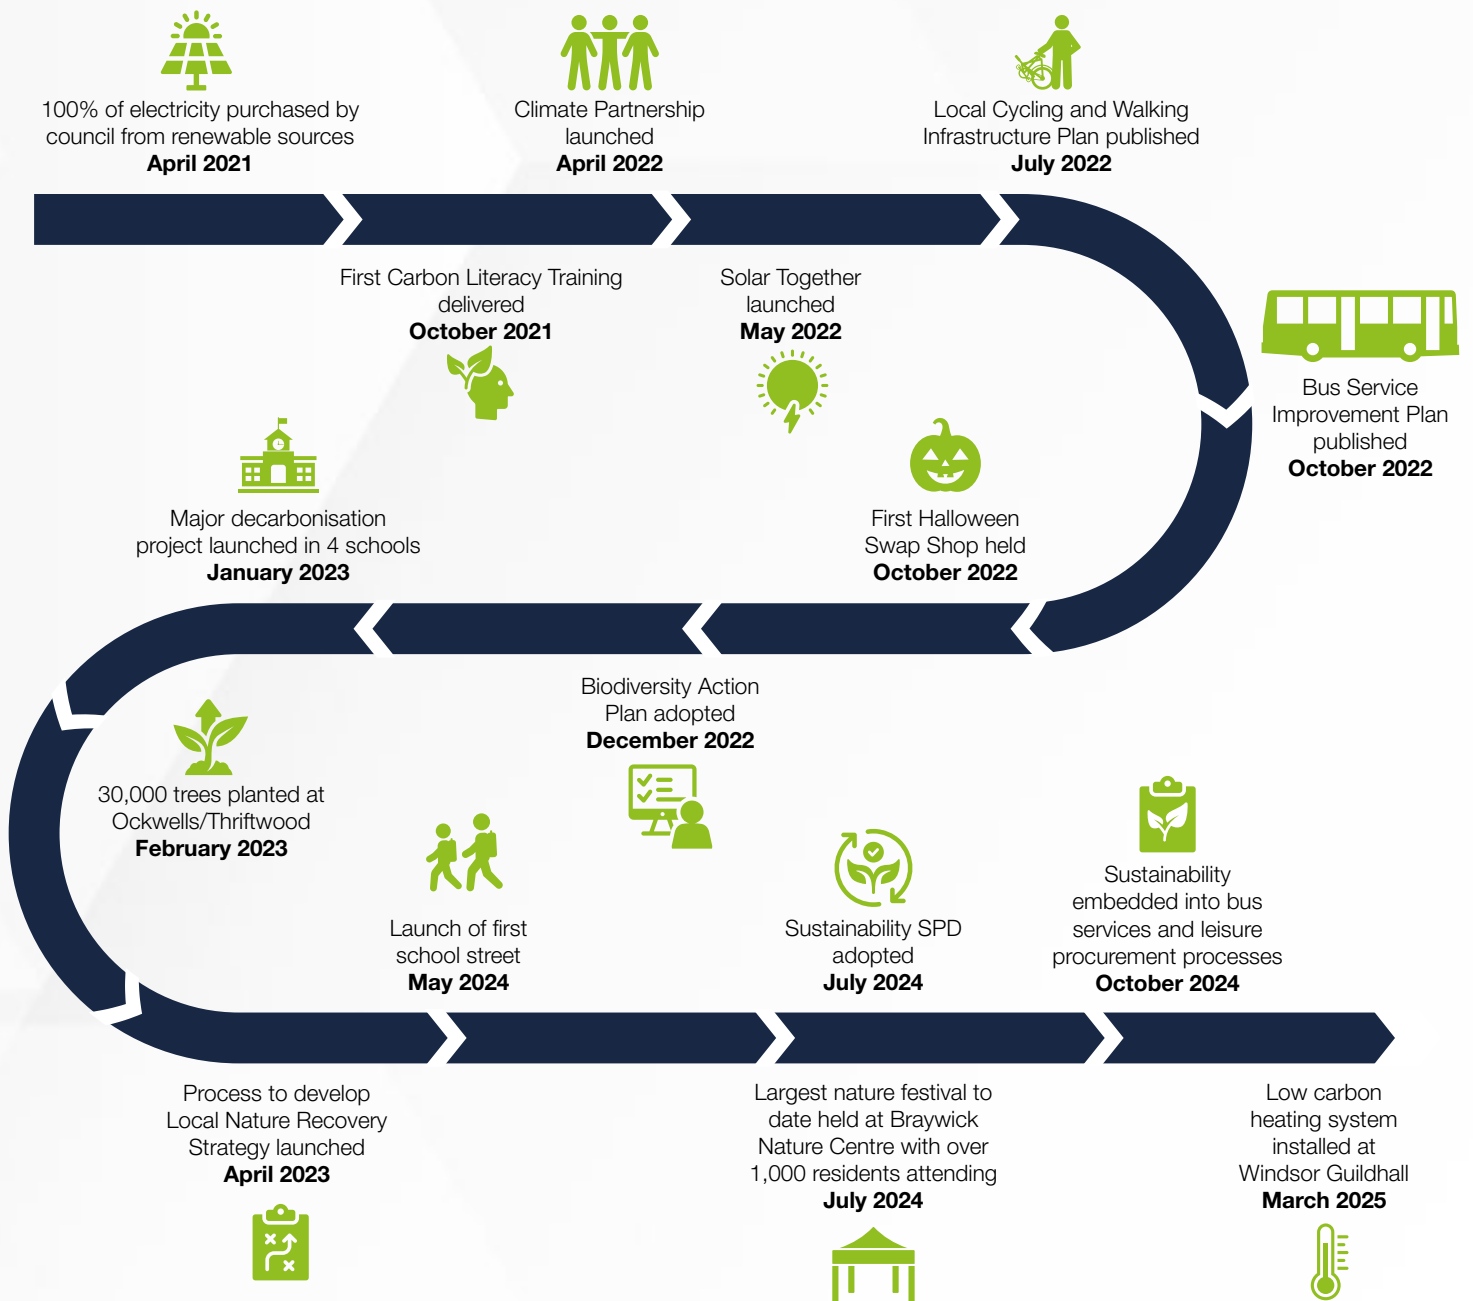 100% of electricity purchased by
council from renewable sources
April 2021
Climate Partnership
launched
April 2022
Local Cycling and Walking
Infrastructure Plan published
July 2022
First Carbon Literacy Training
delivered
October 2021
Solar Together
launched
May 2022
Bus Service
Improvement Plan
published
October 2022
First Halloween
Swap Shop held
October 2022
Major decarbonisation
project launched in 4 schools
January 2023
Biodiversity Action
Plan adopted
December 2022
30,000 trees planted at
Ockwells/Thriftwood
February 2023
Launch of first
school street
May 2024
Sustainability SPD
adopted
July 2024
Sustainability
embedded into bus
services and leisure
procurement processes
October 2024
Process to develop
Local Nature Recovery
Strategy launched
April 2023
Largest nature festival to
date held at Braywick
Nature Centre with over
1,000 residents attending
July 2024
Low carbon
heating system
installed at
Windsor Guildhall
March 2025